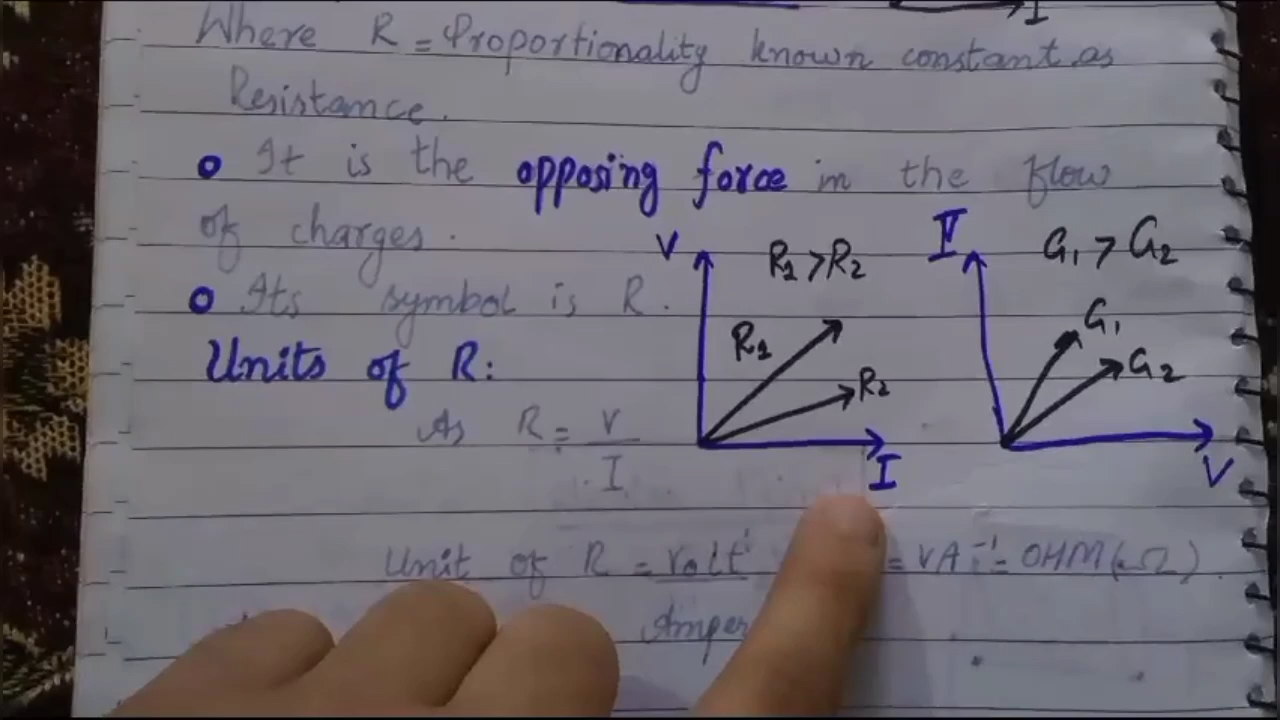 I
Where R = Proportionality known constant as
Resistance.
o It is the opposing force in the flow
of charges.
o Its symbol is R.
Units of R:
As R = V
I
Unit of R = volt = VA⁻¹ = OHM(Ω).
Amper
V
R1 > R2
R1
R2
I
G1 > G2
G1
G2
V